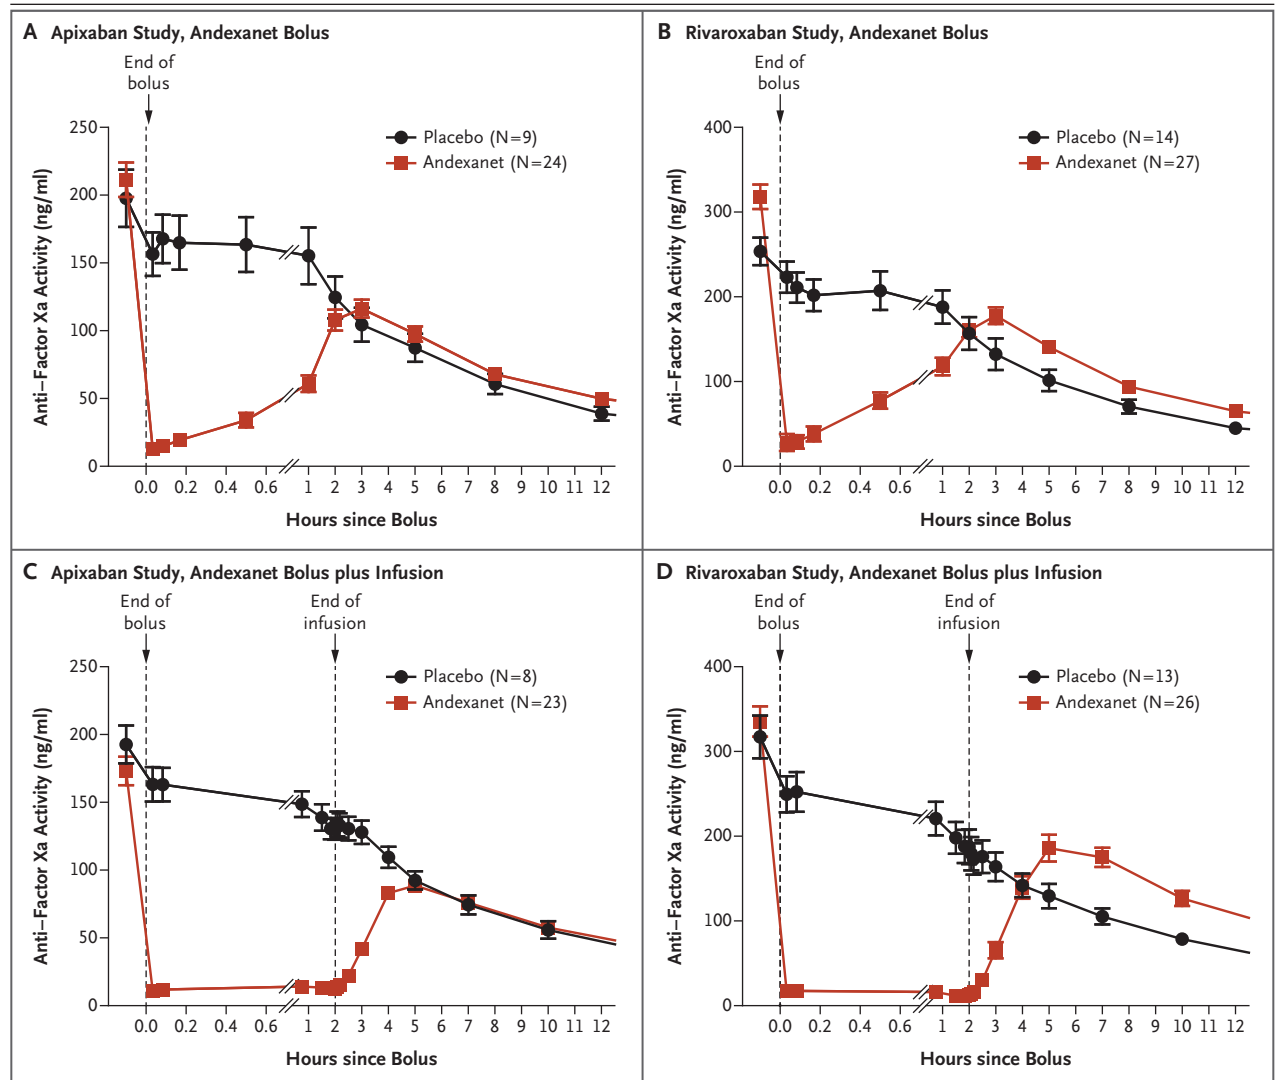 A Apixaban Study, Andexanet Bolus
End of
bolus
250
200
150
100
50
0
Anti–Factor Xa Activity (ng/ml)
Placebo (N=9)
Andexanet (N=24)
0.0 0.2 0.4 0.6 1 2 3 4 5 6 7 8 9 10 11 12
Hours since Bolus
B Rivaroxaban Study, Andexanet Bolus
End of
bolus
400
300
200
100
0
Anti–Factor Xa Activity (ng/ml)
Placebo (N=14)
Andexanet (N=27)
0.0 0.2 0.4 0.6 1 2 3 4 5 6 7 8 9 10 11 12
Hours since Bolus
C Apixaban Study, Andexanet Bolus plus Infusion
End of
bolus
End of
infusion
250
200
150
100
50
0
Anti–Factor Xa Activity (ng/ml)
Placebo (N=8)
Andexanet (N=23)
0.0 0.2 0.4 0.6 1 2 3 4 5 6 7 8 9 10 11 12
Hours since Bolus
D Rivaroxaban Study, Andexanet Bolus plus Infusion
End of
bolus
End of
infusion
400
300
200
100
0
Anti–Factor Xa Activity (ng/ml)
Placebo (N=13)
Andexanet (N=26)
0.0 0.2 0.4 0.6 1 2 3 4 5 6 7 8 9 10 11 12
Hours since Bolus